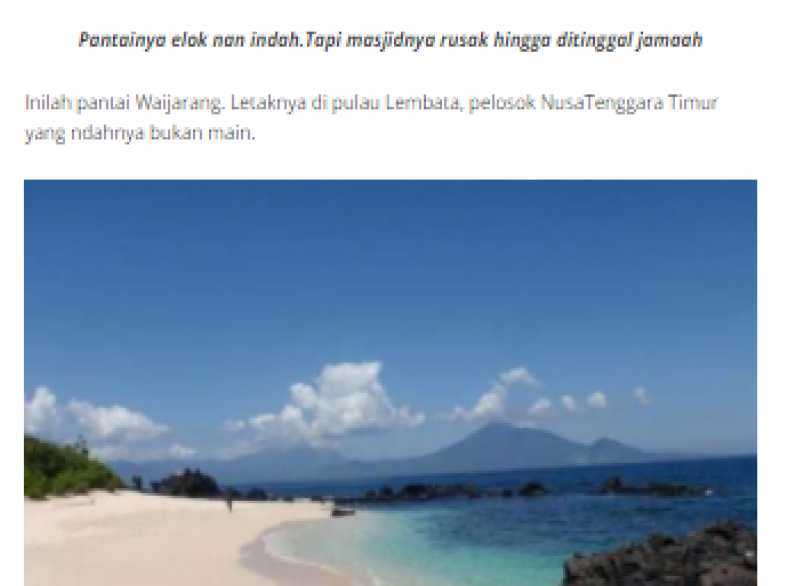 Pantainya elok nan indah.Tapi masjidnya rusak hingga ditinggal jamaah
Inilah pantai Waijarang. Letaknya di pulau Lembata, pelosok NusaTenggara Timur
yang ndahnya bukan main.